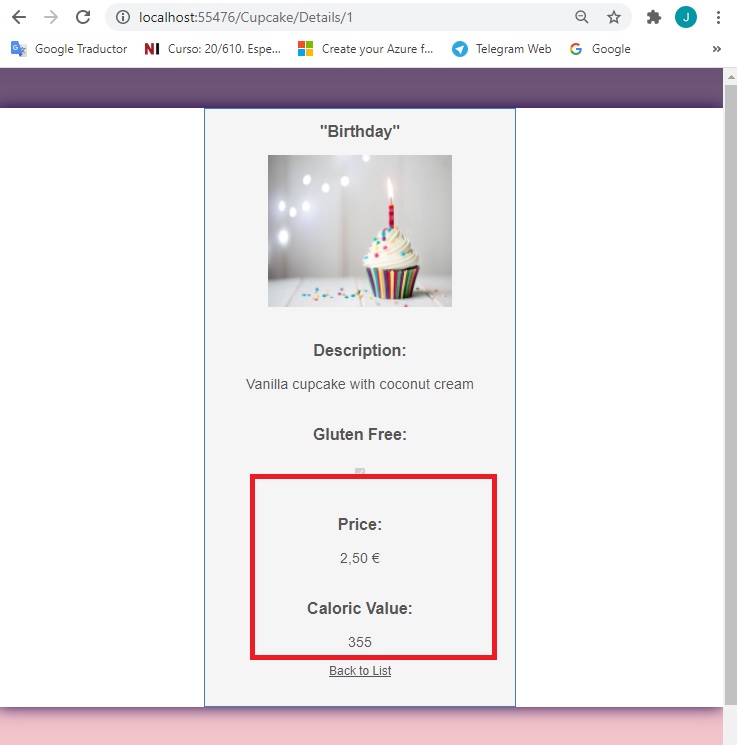 localhost:55476/Cupcake/Details/1
J
Google Traductor
NI
Curso: 20/610. Espe...
Create your Azure f...
Telegram Web
G
Google
»
"Birthday"
Description:
Vanilla cupcake with coconut cream
Gluten Free:
Price:
2,50 €
Caloric Value:
355
Back to List